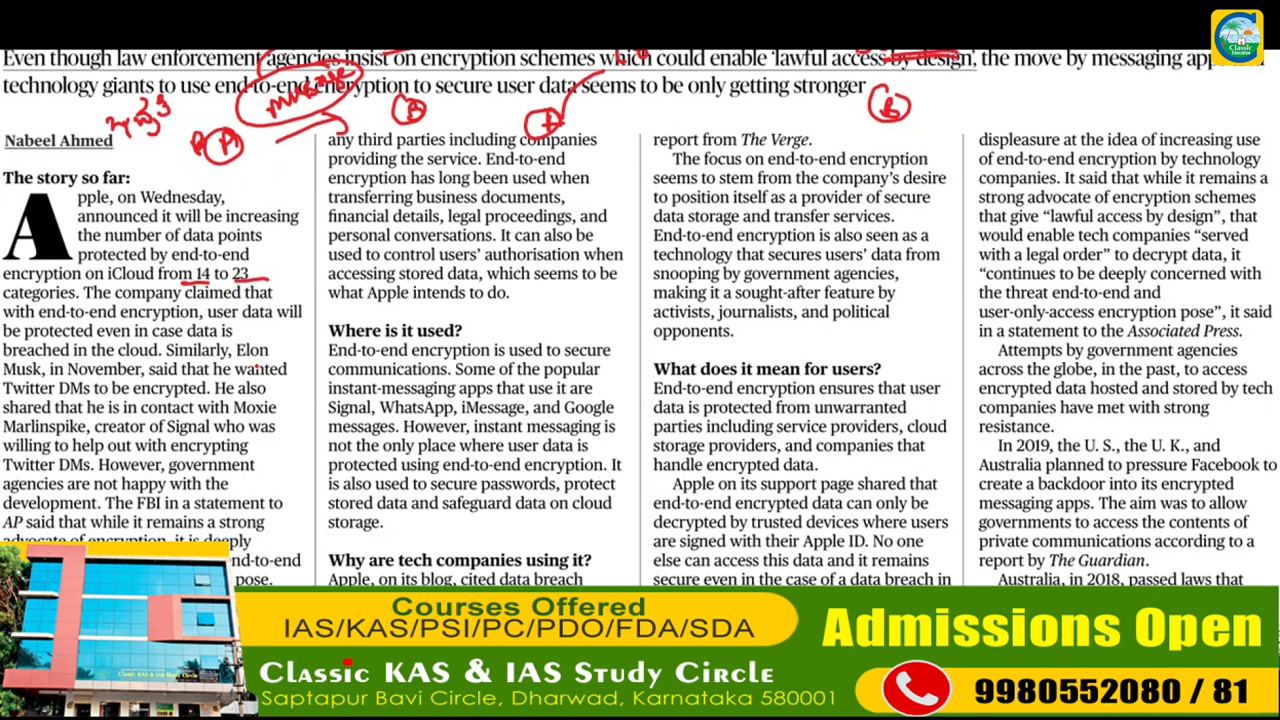 Classic
Education
Even though law enforcement agencies insist on encryption schemes which could enable 'lawful access by design', the move by messaging apps
technology giants to use end-to-end encryption to secure user data seems to be only getting stronger
message
A
B
A
B
Nabeel Ahmed
The story so far:
Apple, on Wednesday,
announced it will be increasing
the number of data points
protected by end-to-end
encryption on iCloud from 14 to 23
categories. The company claimed that
with end-to-end encryption, user data will
be protected even in case data is
breached in the cloud. Similarly, Elon
Musk, in November, said that he wanted
Twitter DMs to be encrypted. He also
shared that he is in contact with Moxie
Marlinspike, creator of Signal who was
willing to help out with encrypting
Twitter DMs. However, government
agencies are not happy with the
development. The FBI in a statement to
AP said that while it remains a strong
advocate of encryption, it is deeply
nd-to-end
pose.
any third parties including companies
providing the service. End-to-end
encryption has long been used when
transferring business documents,
financial details, legal proceedings, and
personal conversations. It can also be
used to control users' authorisation when
accessing stored data, which seems to be
what Apple intends to do.
Where is it used?
End-to-end encryption is used to secure
communications. Some of the popular
instant-messaging apps that use it are
Signal, WhatsApp, iMessage, and Google
messages. However, instant messaging is
not the only place where user data is
protected using end-to-end encryption. It
is also used to secure passwords, protect
stored data and safeguard data on cloud
storage.
Why are tech companies using it?
Apple, on its blog, cited data breach
report from The Verge.
The focus on end-to-end encryption
seems to stem from the company's desire
to position itself as a provider of secure
data storage and transfer services.
End-to-end encryption is also seen as a
technology that secures users' data from
snooping by government agencies,
making it a sought-after feature by
activists, journalists, and political
opponents.
What does it mean for users?
End-to-end encryption ensures that user
data is protected from unwarranted
parties including service providers, cloud
storage providers, and companies that
handle encrypted data.
Apple on its support page shared that
end-to-end encrypted data can only be
decrypted by trusted devices where users
are signed with their Apple ID. No one
else can access this data and it remains
secure even in the case of a data breach in
displeasure at the idea of increasing use
of end-to-end encryption by technology
companies. It said that while it remains a
strong advocate of encryption schemes
that give "lawful access by design", that
would enable tech companies "served
with a legal order" to decrypt data, it
"continues to be deeply concerned with
the threat end-to-end and
user-only-access encryption pose", it said
in a statement to the Associated Press.
Attempts by government agencies
across the globe, in the past, to access
encrypted data hosted and stored by tech
companies have met with strong
resistance.
In 2019, the U. S., the U. K., and
Australia planned to pressure Facebook to
create a backdoor into its encrypted
messaging apps. The aim was to allow
governments to access the contents of
private communications according to a
report by The Guardian.
Australia, in 2018, passed laws that
Courses Offered
IAS/KAS/PSI/PC/PDO/FDA/SDA
Classic KAS & IAS Study Circle
Saptapur Bavi Circle, Dharwad, Karnataka 580001
Admissions Open
9980552080 / 81